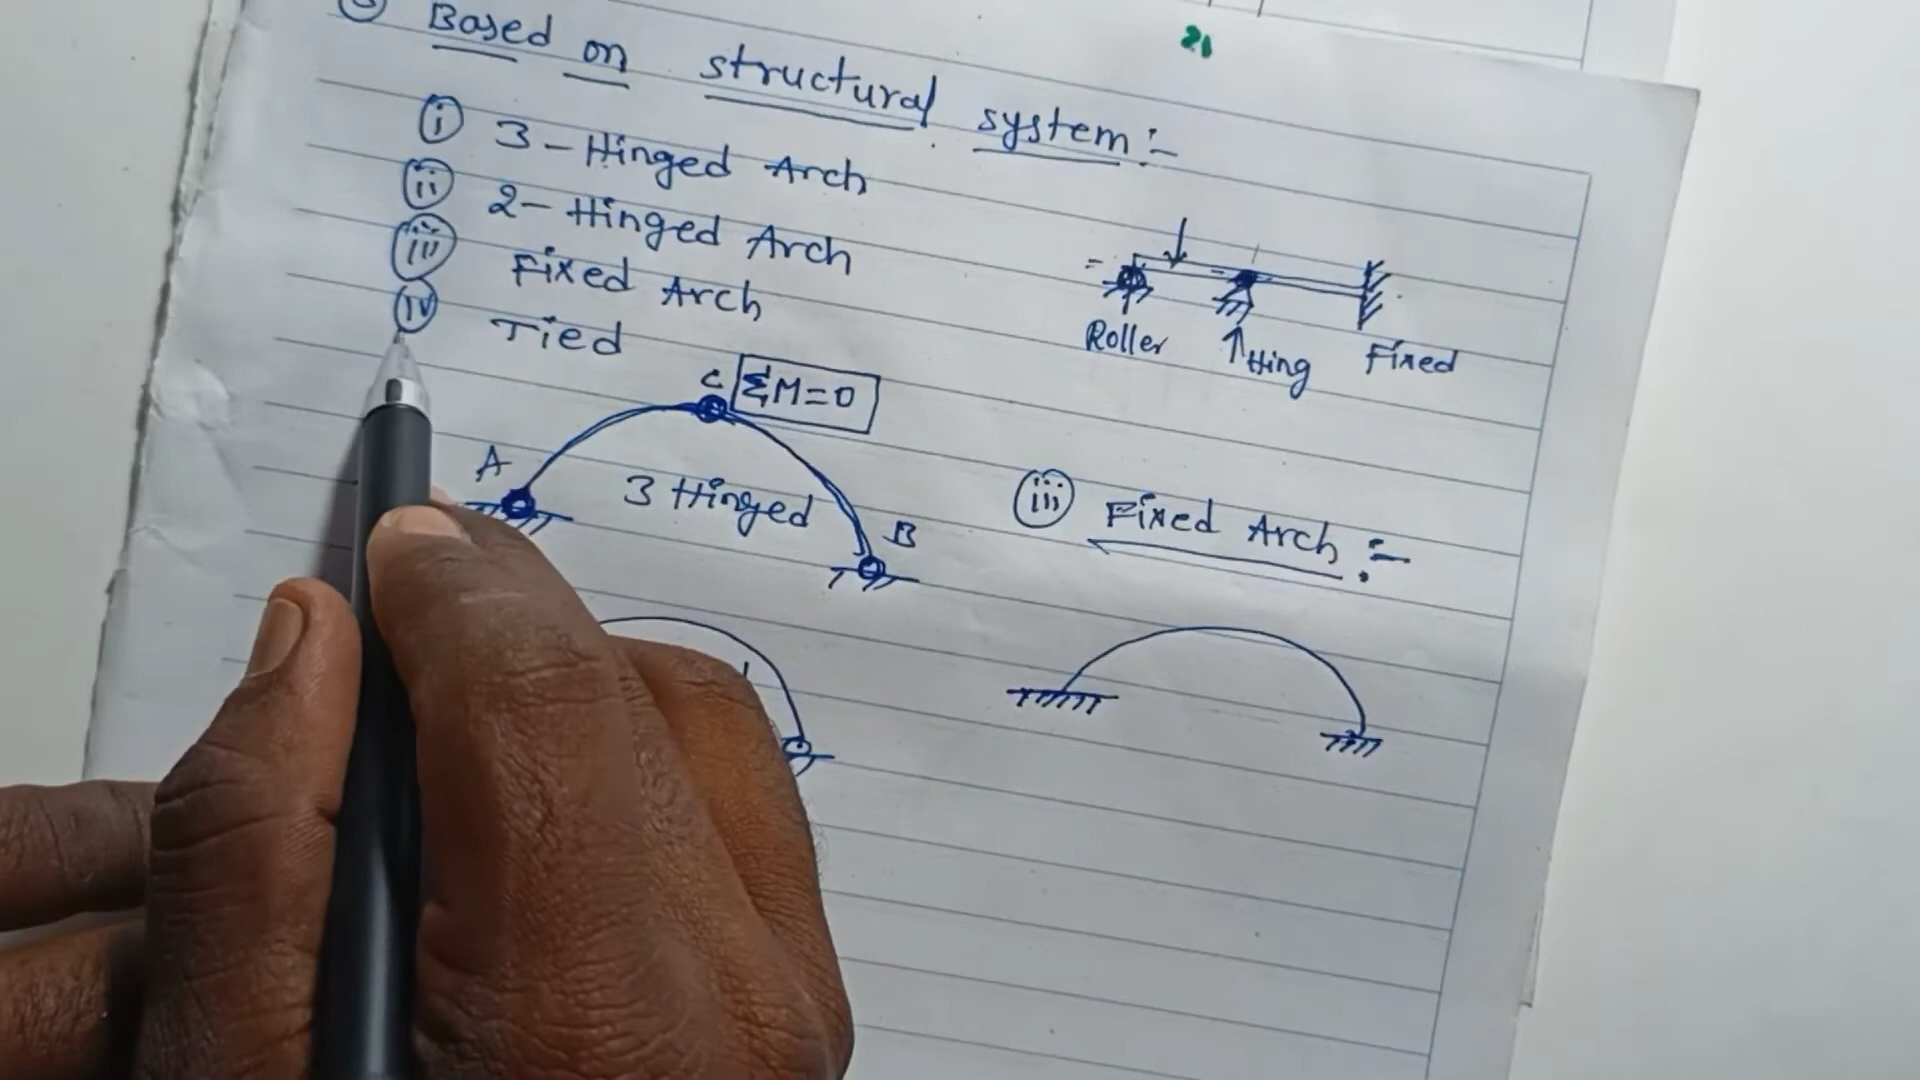 Based on structural system :-
i 3-Hinged Arch
ii 2-Hinged Arch
iii Fixed Arch
iv Tied
Roller Hing Fixed
C ΣM=0
A
3 Hinged
B
iii Fixed Arch :-